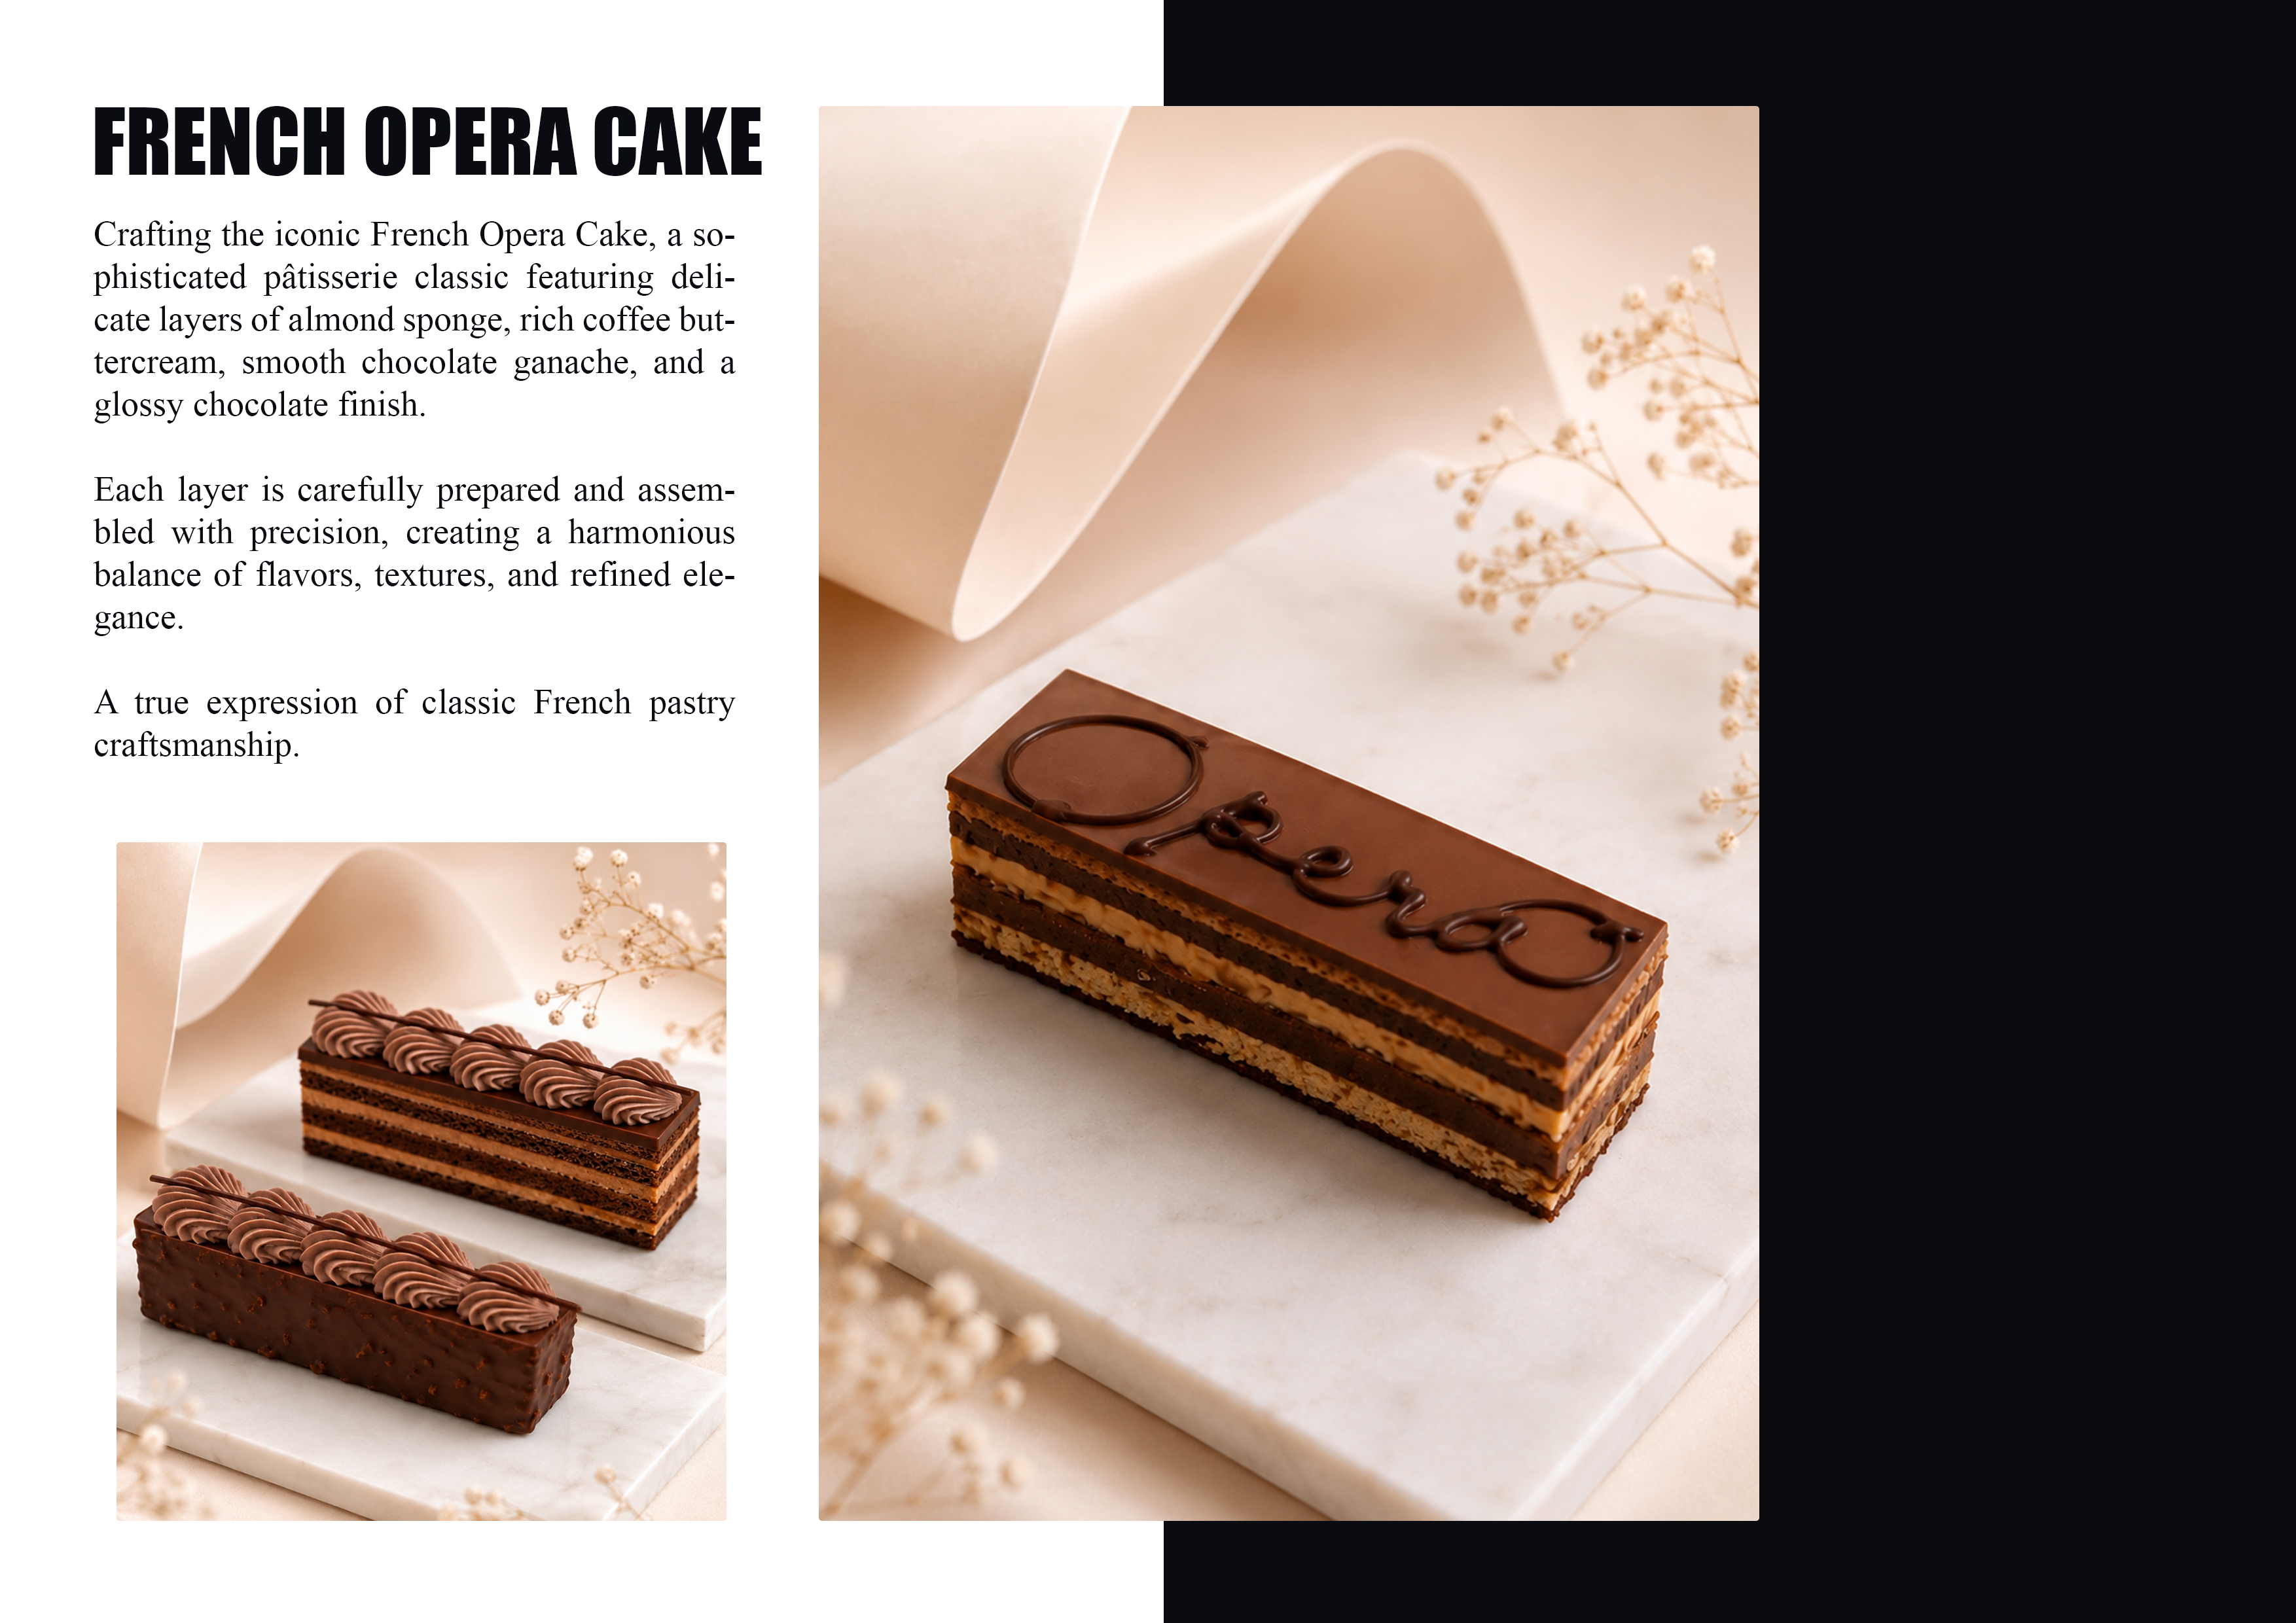 FRENCH OPERA CAKE
Crafting the iconic French Opera Cake, a so-
phisticated pâtisserie classic featuring deli-
cate layers of almond sponge, rich coffee but-
tercream, smooth chocolate ganache, and a
glossy chocolate finish.
Each layer is carefully prepared and assem-
bled with precision, creating a harmonious
balance of flavors, textures, and refined ele-
gance.
A true expression of classic French pastry
craftsmanship.
Opera